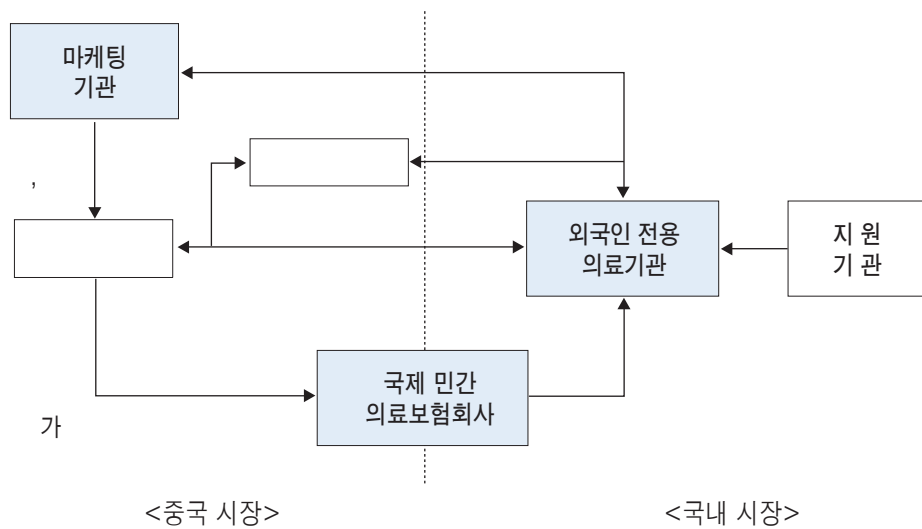 마케팅
기관
,
외국인 전용
의료기관
지 원
기 관
국제 민간
의료보험회사
가
<중국 시장>
<국내 시장>